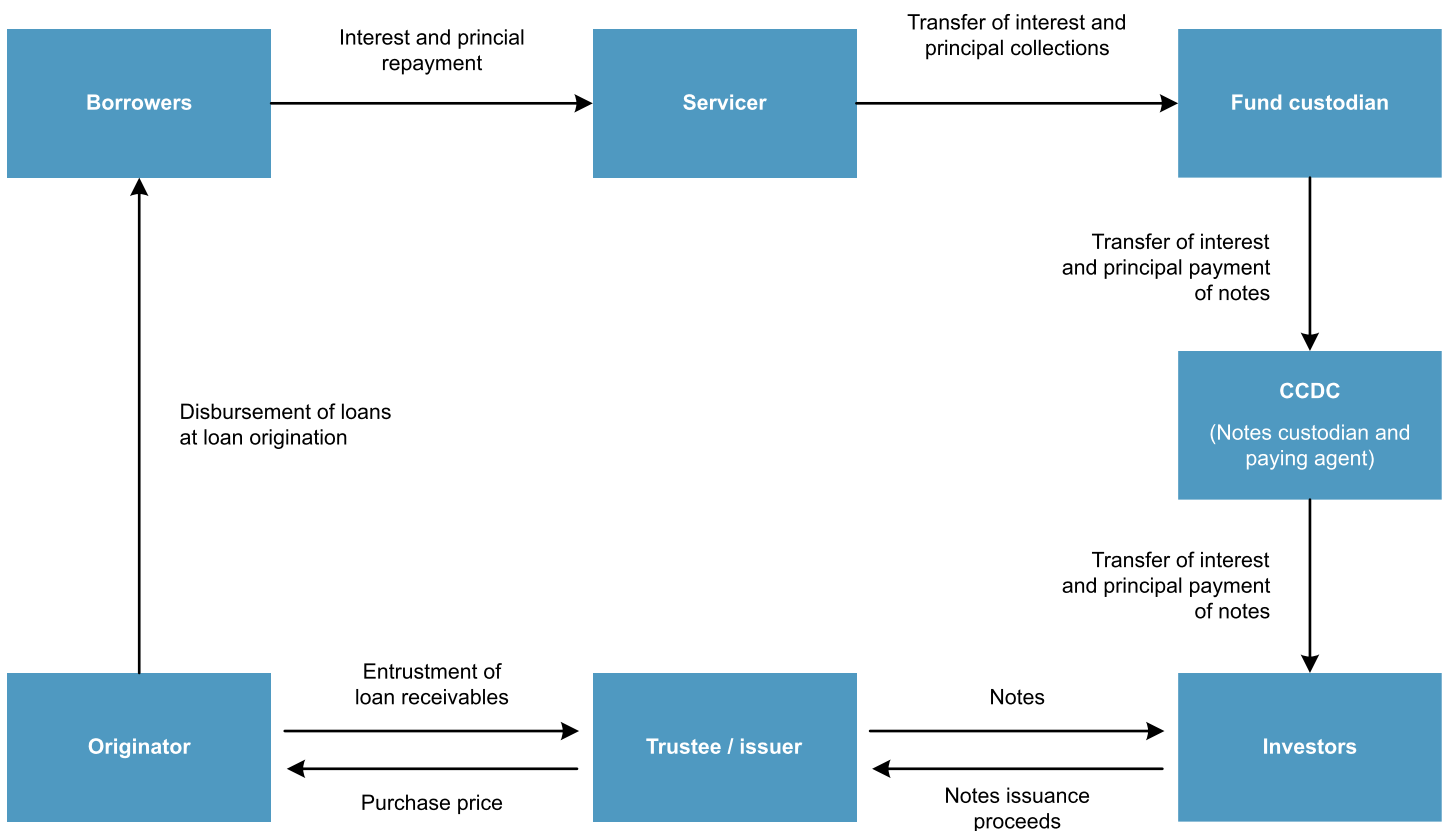 Borrowers
Interest and princial
repayment
Servicer
Transfer of interest and
principal collections
Fund custodian
Transfer of interest
and principal payment
of notes
CCDC
(Notes custodian and
paying agent)
Disbursement of loans
at loan origination
Transfer of interest
and principal payment
of notes
Originator
Entrustment of
loan receivables
Purchase price
Trustee / issuer
Notes
Notes issuance
proceeds
Investors